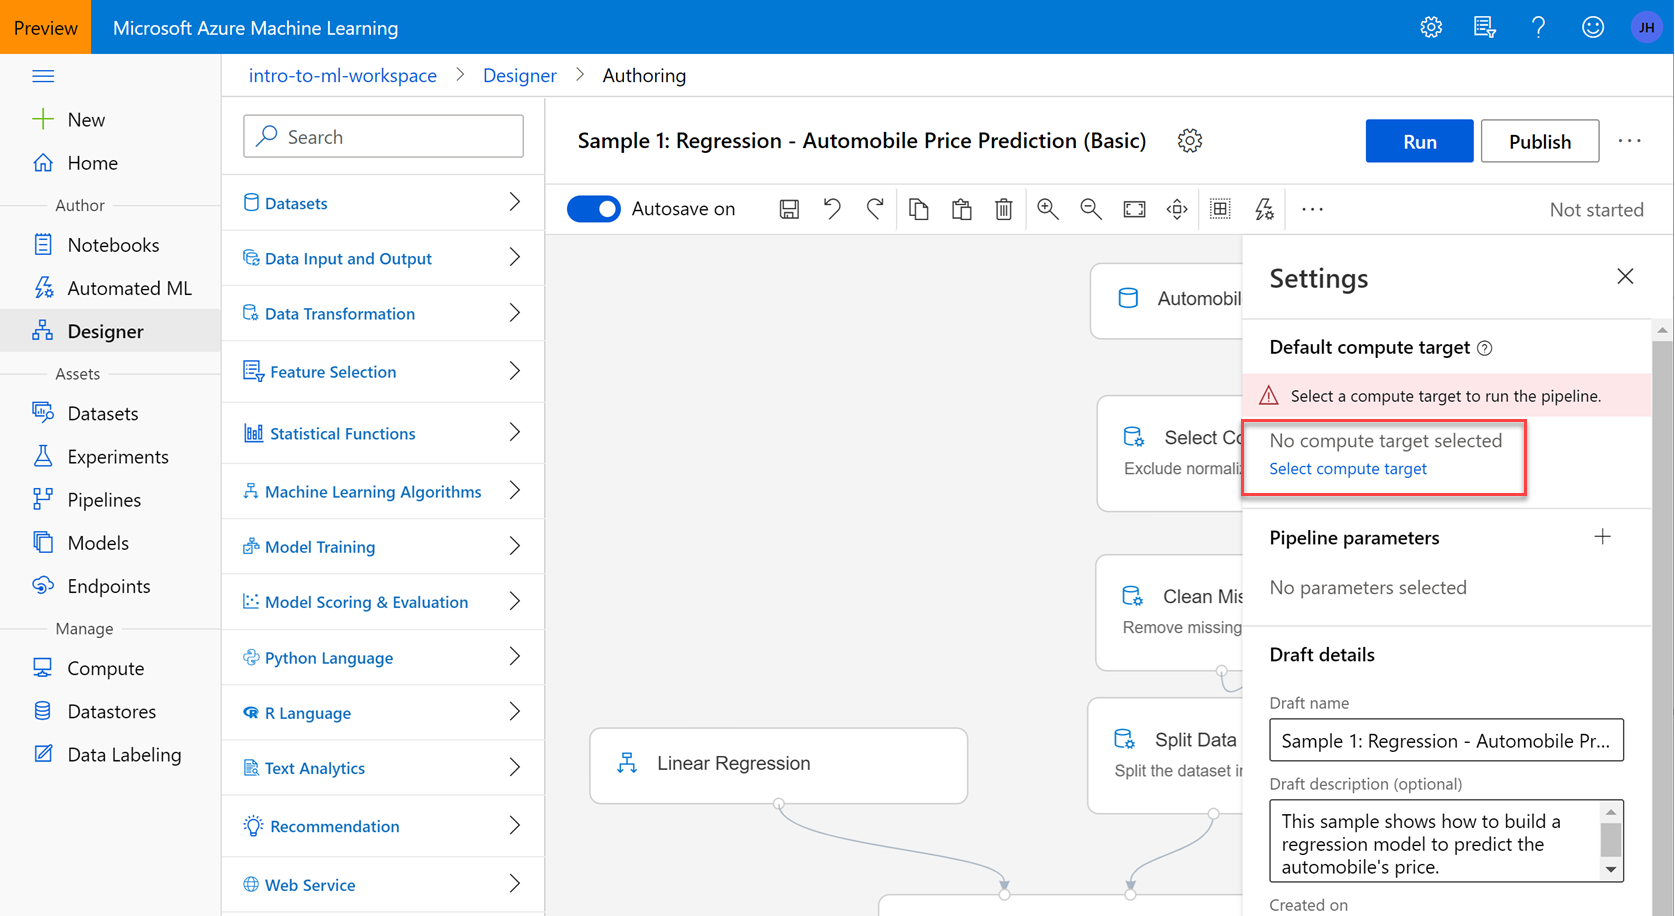 Preview
Microsoft Azure Machine Learning
JH
intro-to-ml-workspace > Designer > Authoring
New
Home
Author
Notebooks
Automated ML
Designer
Assets
Datasets
Experiments
Pipelines
Models
Endpoints
Manage
Compute
Datastores
Data Labeling
Search
Datasets
Data Input and Output
Data Transformation
Feature Selection
Statistical Functions
Machine Learning Algorithms
Model Training
Model Scoring & Evaluation
Python Language
R Language
Text Analytics
Recommendation
Web Service
Sample 1: Regression - Automobile Price Prediction (Basic)
Run
Publish
Autosave on
Not started
Automobil
Select Co
Exclude normaliz
Clean Mis
Remove missing
Split Data
Split the dataset in
Linear Regression
Settings
Default compute target
Select a compute target to run the pipeline.
No compute target selected
Select compute target
Pipeline parameters
No parameters selected
Draft details
Draft name
Sample 1: Regression - Automobile Pr...
Draft description (optional)
This sample shows how to build a
regression model to predict the
automobile's price.
Created on